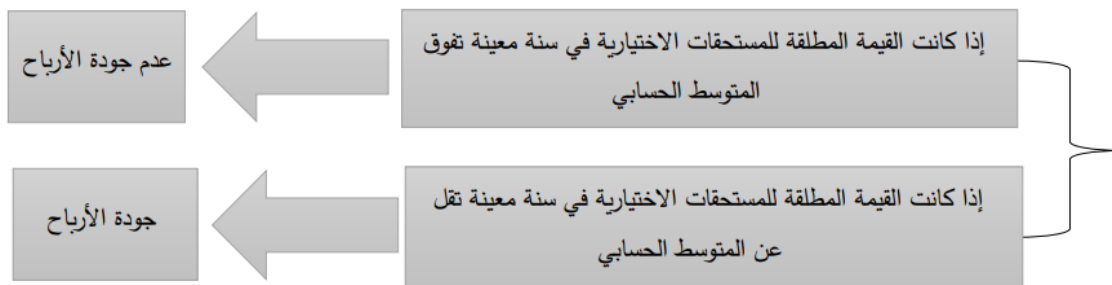 إذا كانت القيمة المطلقة للمستحقات الاختيارية في سنة معينة تفوق
المتوسط الحسابي
عدم جودة الأرباح
إذا كانت القيمة المطلقة للمستحقات الاختيارية في سنة معينة تقل
عن المتوسط الحسابي
جودة الأرباح